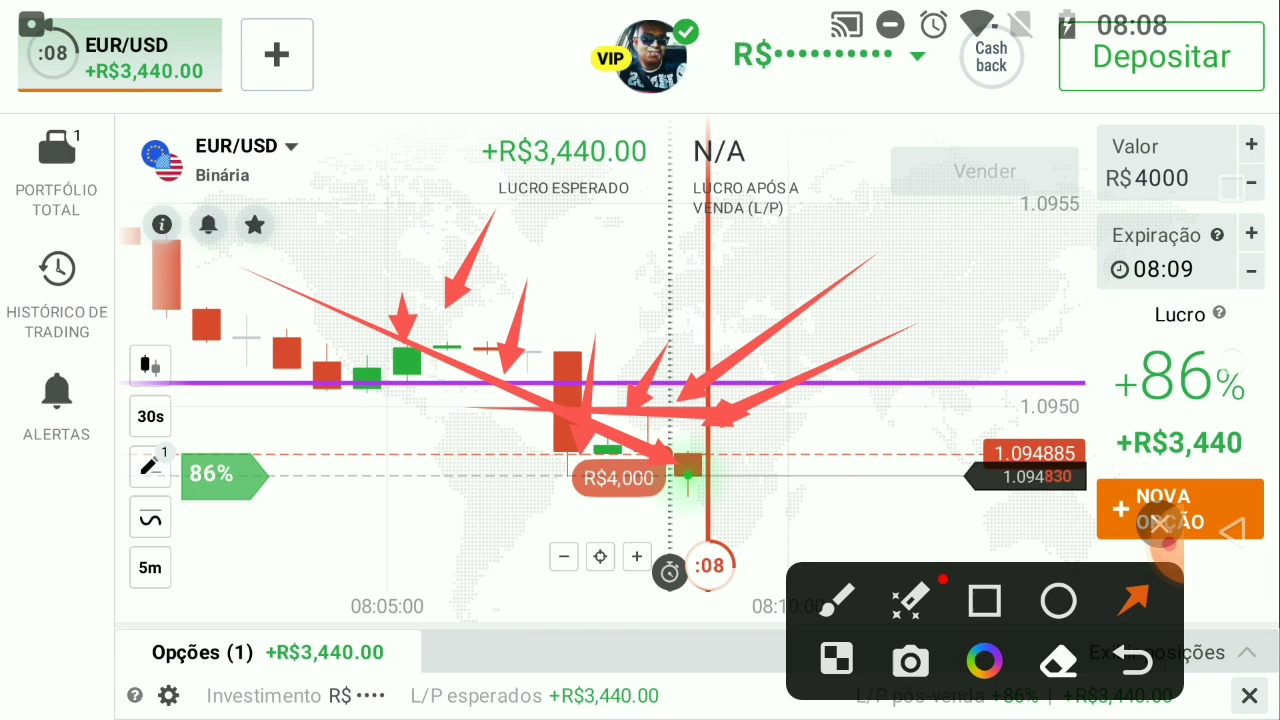 08:08
:08
EUR/USD
+R$3,440.00
+
VIP
R$••••••••••
Cash
back
Depositar
PORTFÓLIO
TOTAL
1
HISTÓRICO DE
TRADING
ALERTAS
EUR/USD
Binária
+R$3,440.00
LUCRO ESPERADO
N/A
LUCRO APÓS A
VENDA (L/P)
Vender
1.0955
1.0950
1.094885
1.094830
30s
1
86%
5m
R$4,000
:08
08:05:00
08:10:00
Valor
R$ 4000
Expiração
08:09
Lucro
+86%
+R$3,440
+ NOVA
OPÇÃO
Opções (1) +R$3,440.00
Exibir posições
Investimento R$ •••• L/P esperados +R$3,440.00 L/P pós-venda +86% | +R$3,440.00